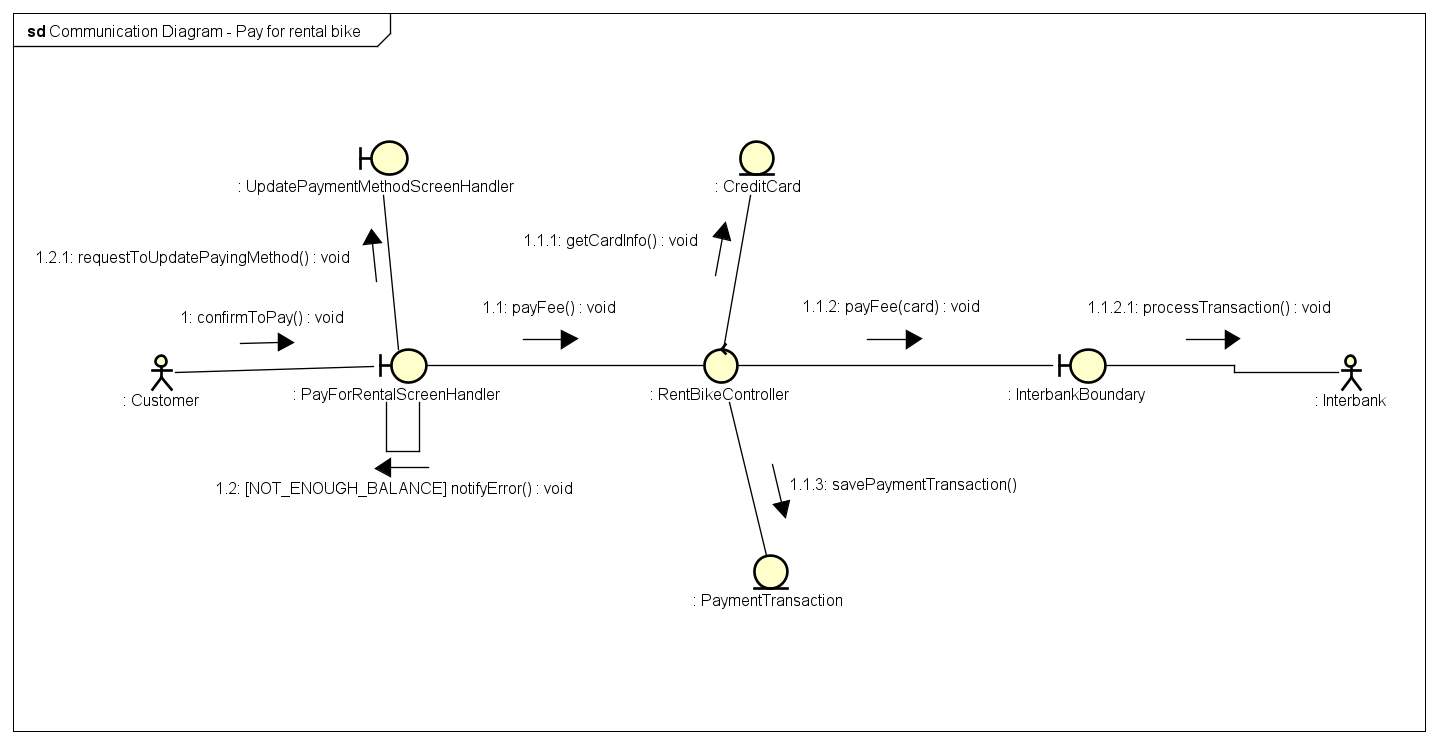 sd Communication Diagram - Pay for rental bike
: UpdatePaymentMethodScreenHandler
: CreditCard
1.1.1: getCardInfo() : void
1.2.1: requestToUpdatePayingMethod() : void
1: confirmToPay() : void
1.1: payFee() : void
1.1.2: payFee(card) : void
1.1.2.1: processTransaction() : void
: Customer
: PayForRentalScreenHandler
: RentBikeController
: InterbankBoundary
: Interbank
1.2: [NOT_ENOUGH_BALANCE] notifyError() : void
1.1.3: savePaymentTransaction()
: PaymentTransaction